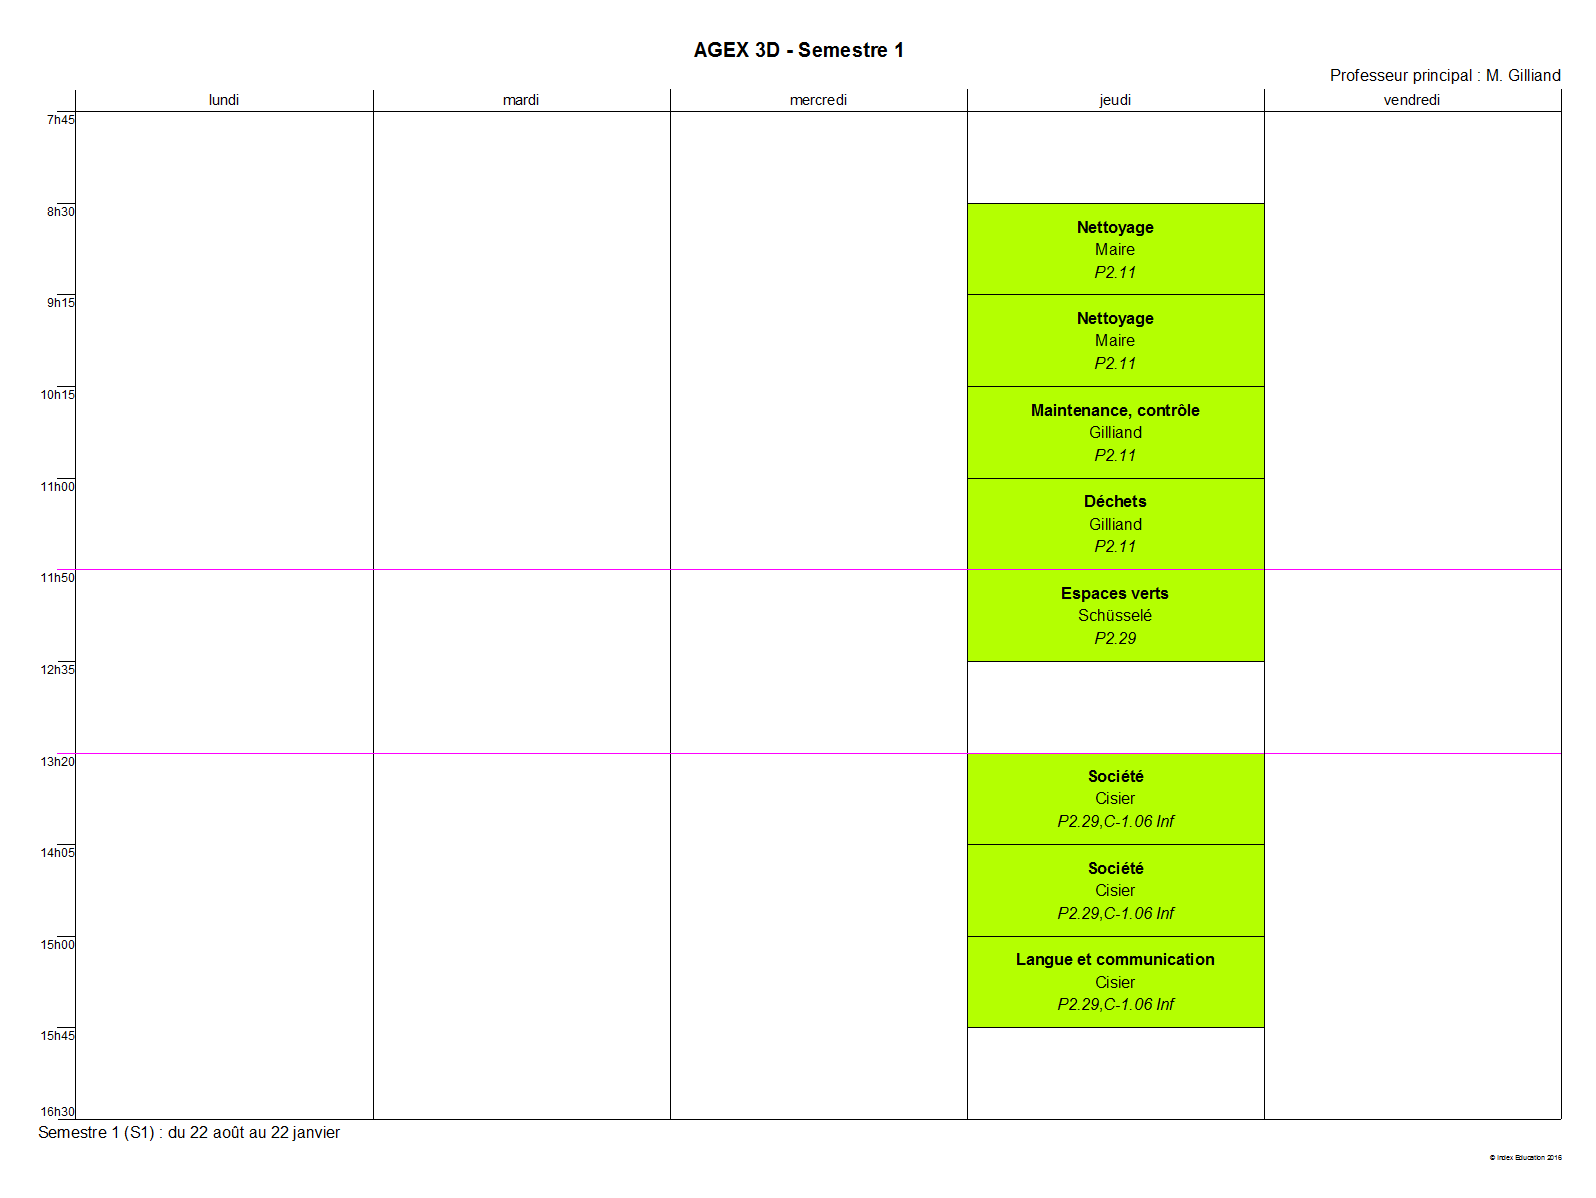 AGEX 3D - Semestre 1
Professeur principal : M. Gilliand
lundi
mardi
mercredi
jeudi
vendredi
7h45
8h30
Nettoyage
Maire
P2.11
9h15
Nettoyage
Maire
P2.11
10h15
Maintenance, contrôle
Gilliand
P2.11
11h00
Déchets
Gilliand
P2.11
11h50
Espaces verts
Schüsselé
P2.29
12h35
13h20
Société
Cisier
P2.29,C-1.06 Inf
14h05
Société
Cisier
P2.29,C-1.06 Inf
15h00
Langue et communication
Cisier
P2.29,C-1.06 Inf
15h45
16h30
Semestre 1 (S1) : du 22 août au 22 janvier
© Index Education 2016